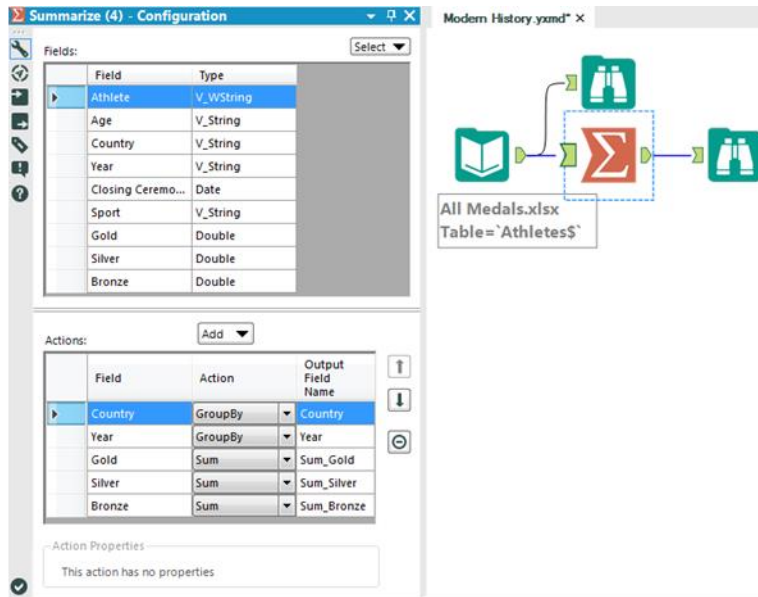 Summarize (4) - Configuration
Fields:
Select
Field Type
Athlete V_WString
Age V_String
Country V_String
Year V_String
Closing Ceremo... Date
Sport V_String
Gold Double
Silver Double
Bronze Double
Actions:
Add
Field Action Output Field Name
Country GroupBy Country
Year GroupBy Year
Gold Sum Sum_Gold
Silver Sum Sum_Silver
Bronze Sum Sum_Bronze
Action Properties
This action has no properties
Modern History.yxmd*
All Medals.xlsx
Table=`Athletes$`